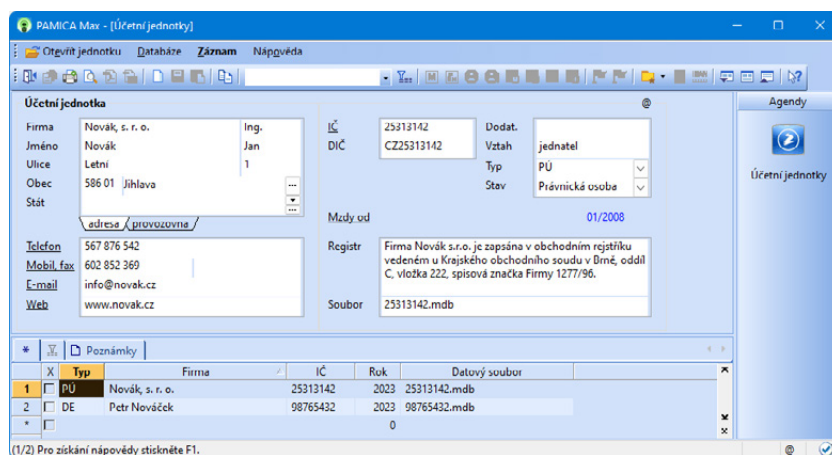 PAMICA Max - [Účetní jednotky]
Otevřít jednotku Databáze Záznam Nápověda
Účetní jednotka @
Agendy
Firma Novák, s. r. o. Ing.
Jméno Novák Jan
Ulice Letní 1
Obec 586 01 Jihlava
Stát
adresa provozovna
IČ 25313142 Dodat.
DIČ CZ25313142 Vztah jednatel
Typ PÚ
Stav Právnická osoba
Mzdy od 01/2008
Účetní jednotky
Telefon 567 876 542
Mobil, fax 602 852 369
E-mail info@novak.cz
Web www.novak.cz
Registr Firma Novák s.r.o. je zapsána v obchodním rejstříku
vedeném u Krajského obchodního soudu v Brně, oddíl
C, vložka 222, spisová značka Firmy 1277/96.
Soubor 25313142.mdb
* Poznámky
X Typ Firma IČ Rok Datový soubor
1 PÚ Novák, s. r. o. 25313142 2023 25313142.mdb
2 DE Petr Nováček 98765432 2023 98765432.mdb
* 0
(1/2) Pro získání nápovědy stiskněte F1. @